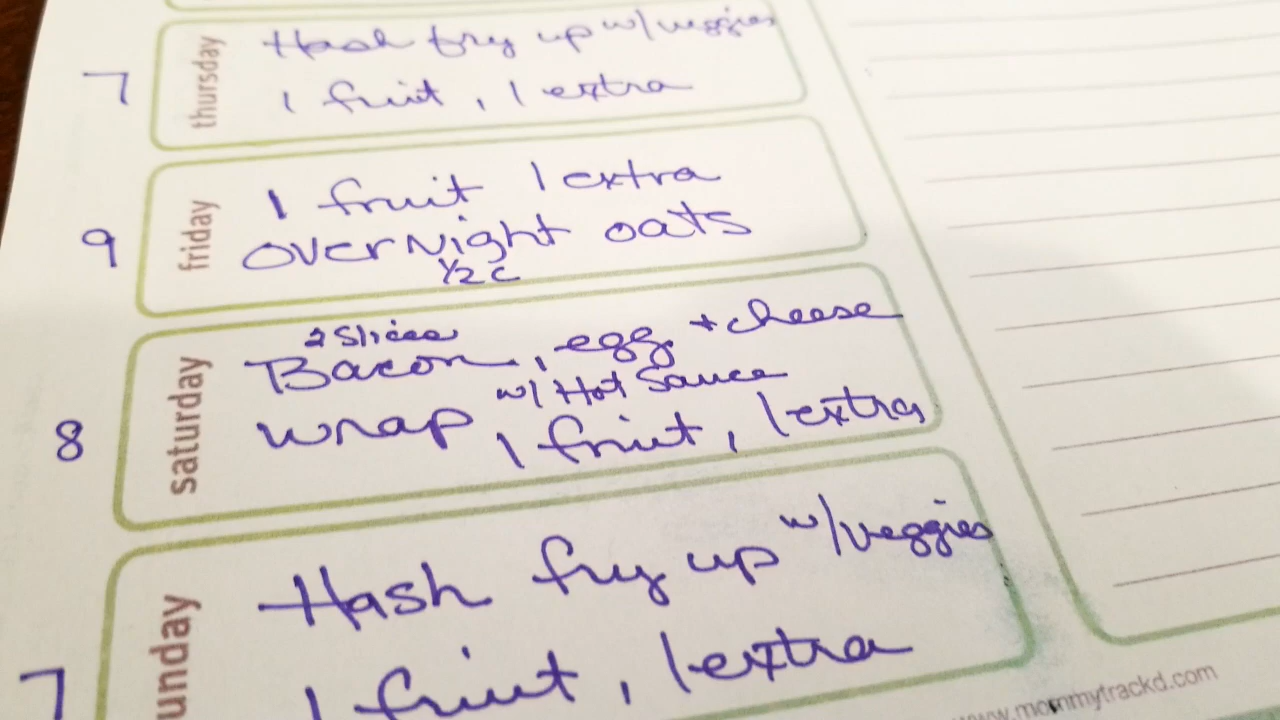 7
thursday
Hash fry up w/veggies
1 fruit, 1 extra
9
friday
1 fruit 1 extra
overnight oats
1/2 c
8
saturday
2 slices
Bacon, egg + cheese
w/ Hot Sauce
wrap 1 fruit, 1 extra
7
unday
Hash fry up w/veggies
1 fruit, 1 extra
www.mommytrackd.com